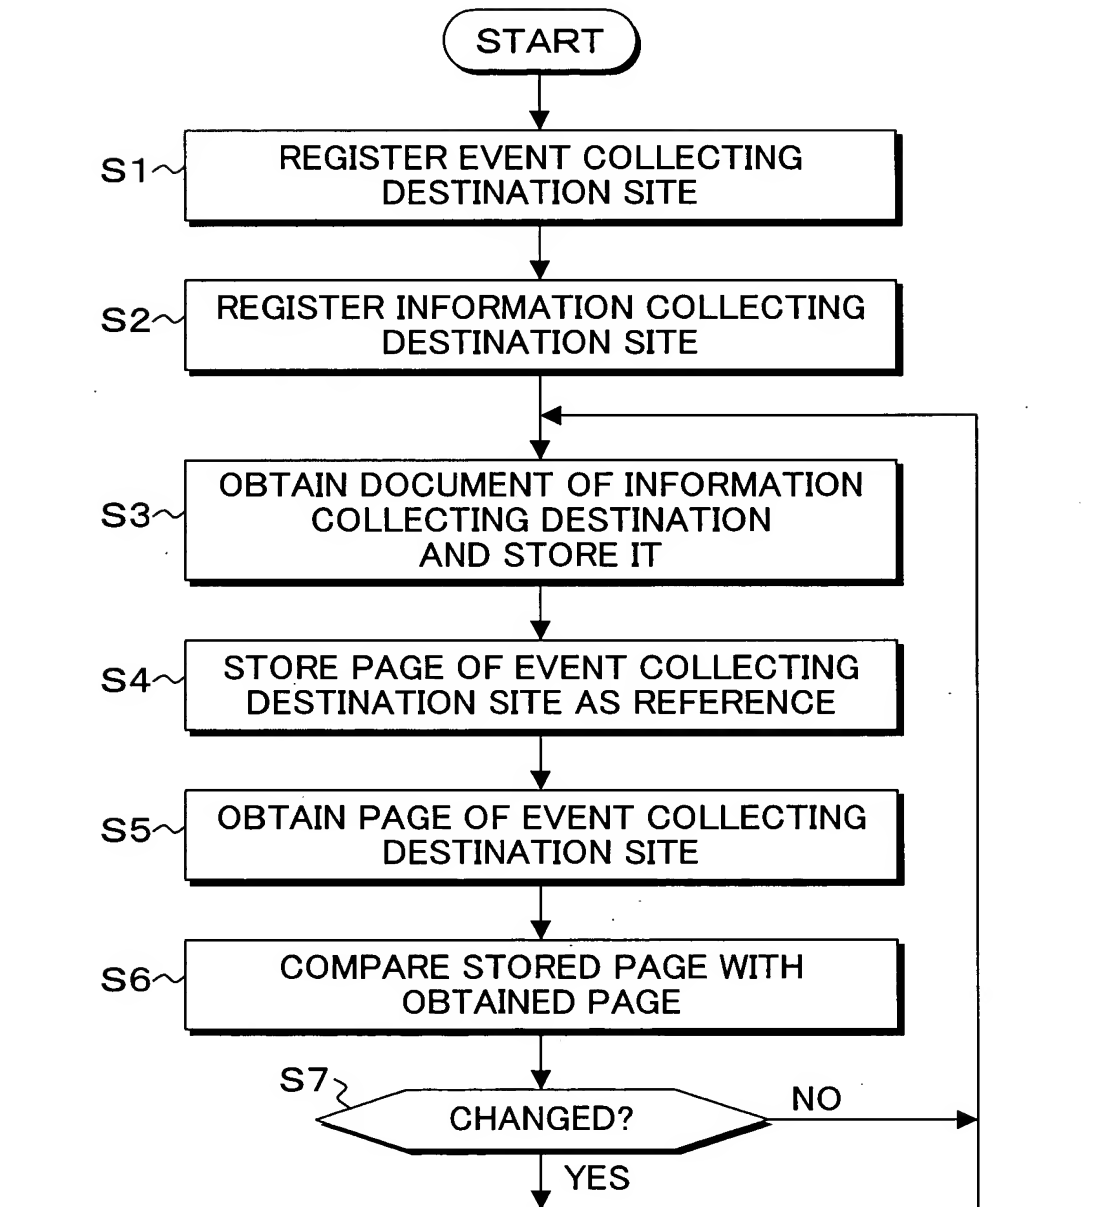 START
S1
REGISTER EVENT COLLECTING
DESTINATION SITE
S2
REGISTER INFORMATION COLLECTING
DESTINATION SITE
S3
OBTAIN DOCUMENT OF INFORMATION
COLLECTING DESTINATION
AND STORE IT
S4
STORE PAGE OF EVENT COLLECTING
DESTINATION SITE AS REFERENCE
S5
OBTAIN PAGE OF EVENT COLLECTING
DESTINATION SITE
S6
COMPARE STORED PAGE WITH
OBTAINED PAGE
S7
CHANGED?
NO
YES